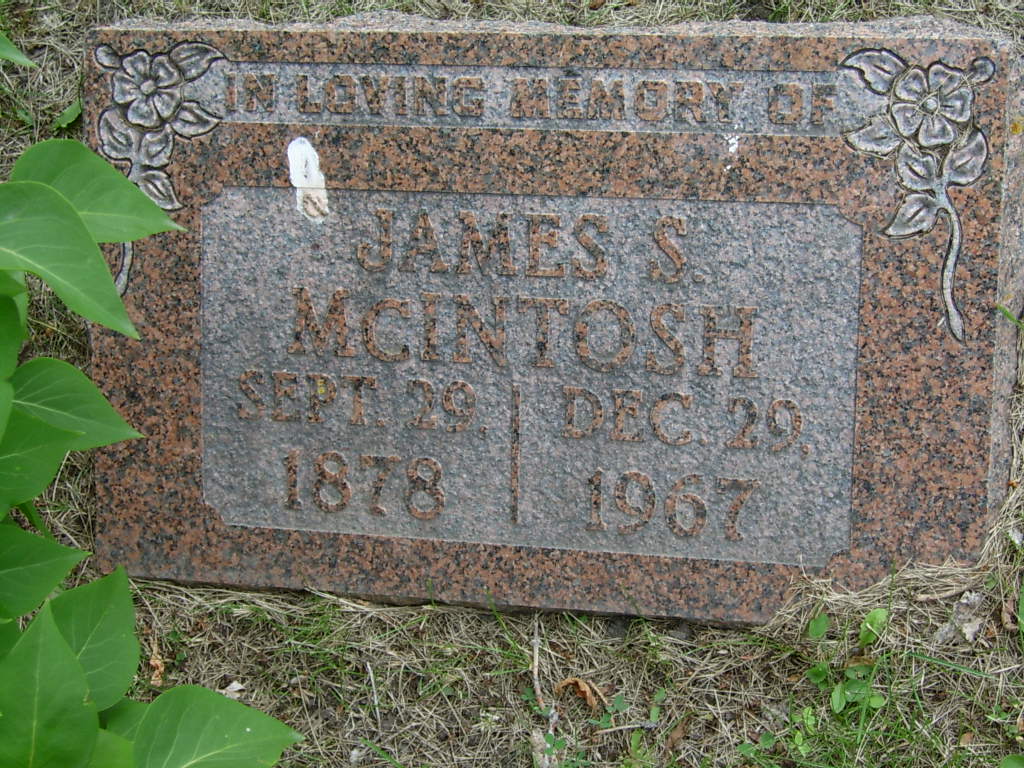 IN LOVING MEMORY OF
JAMES S.
MCINTOSH
SEPT. 29, DEC. 29,
1878 1967